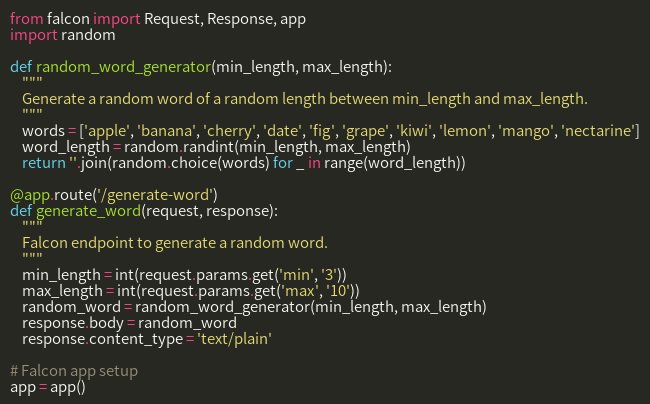 from falcon import Request, Response, app
import random
def random_word_generator(min_length, max_length):
"""
Generate a random word of a random length between min_length and max_length.
"""
words = ['apple', 'banana', 'cherry', 'date', 'fig', 'grape', 'kiwi', 'lemon', 'mango', 'nectarine']
word_length = random.randint(min_length, max_length)
return ''.join(random.choice(words) for _ in range(word_length))
@app.route('/generate-word')
def generate_word(request, response):
"""
Falcon endpoint to generate a random word.
"""
min_length = int(request.params.get('min', '3'))
max_length = int(request.params.get('max', '10'))
random_word = random_word_generator(min_length, max_length)
response.body = random_word
response.content_type = 'text/plain'
# Falcon app setup
app = app()